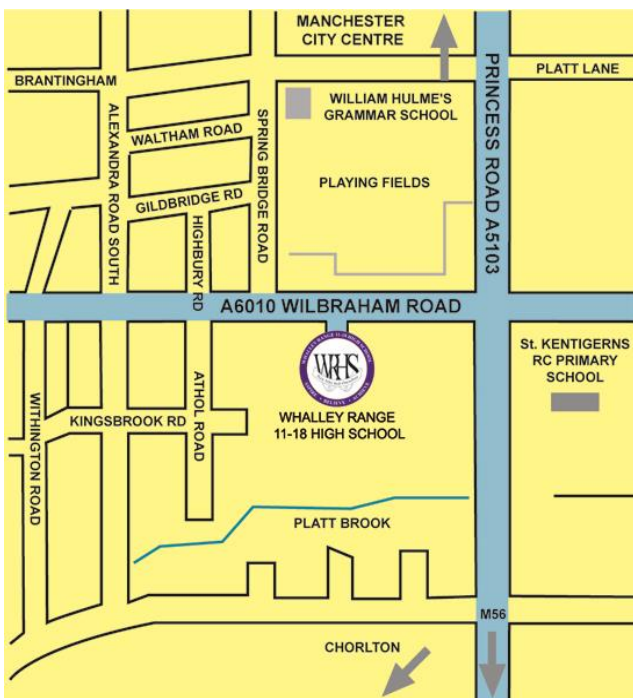 MANCHESTER
CITY CENTRE
PLATT LANE
BRANTINGHAM
WILLIAM HULME'S
GRAMMAR SCHOOL
WALTHAM ROAD
ALEXANDRA ROAD SOUTH
SPRING BRIDGE ROAD
PRINCESS ROAD A5103
PLAYING FIELDS
GILDBRIDGE RD
HIGHBURY RD
A6010 WILBRAHAM ROAD
WRHS
St. KENTIGERNS
RC PRIMARY
SCHOOL
WITHINGTON ROAD
KINGSBROOK RD
ATHOL ROAD
WHALLEY RANGE
11-18 HIGH SCHOOL
PLATT BROOK
M56
CHORLTON